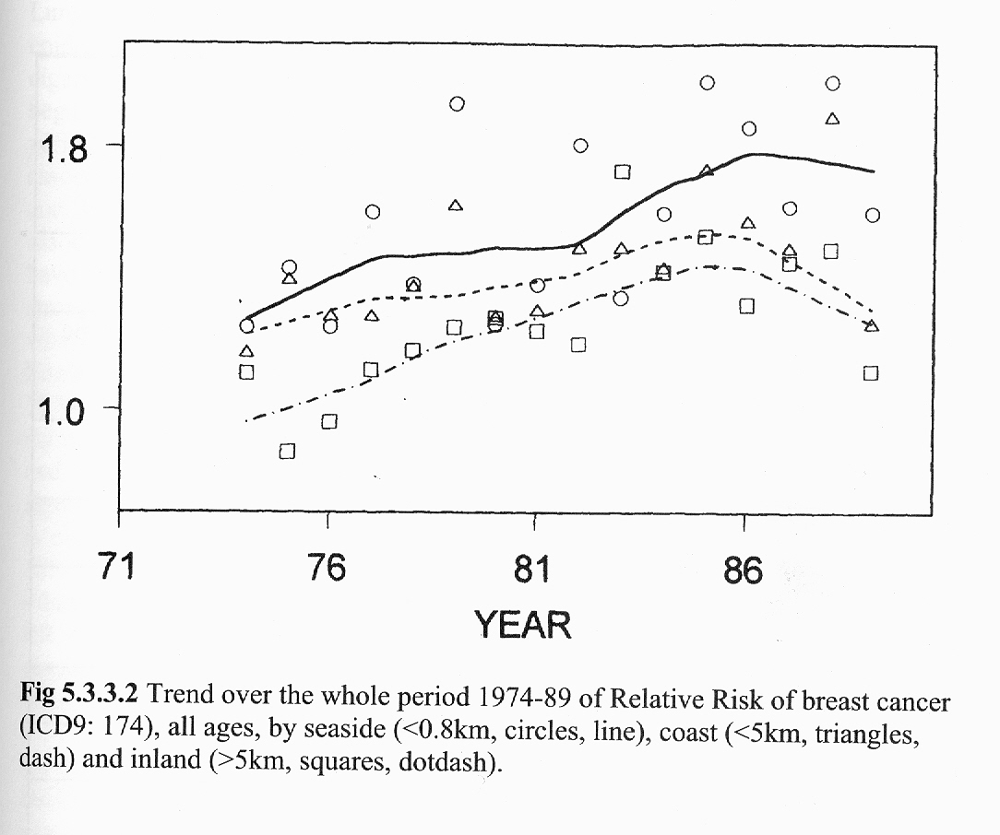 1.8
1.0
71 76 81 86
YEAR
Fig 5.3.3.2 Trend over the whole period 1974-89 of Relative Risk of breast cancer
(ICD9: 174), all ages, by seaside (<0.8km, circles, line), coast (<5km, triangles,
dash) and inland (>5km, squares, dotdash).